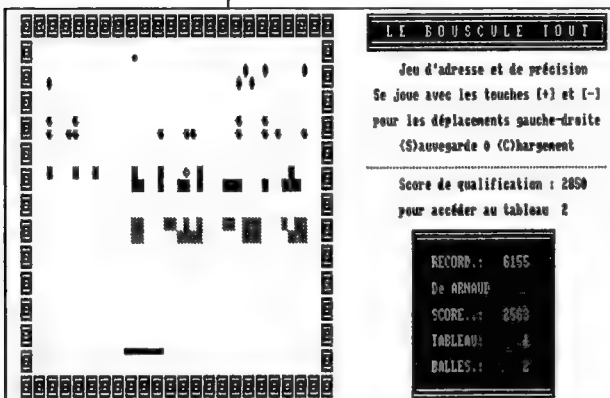 LE BOUSCULE TOUT
Jeu d'adresse et de précision
Se joue avec les touches [+] et [-]
pour les déplacements gauche-droite
(S)auvegarde 0 (C)hargement
Score de qualification : 2850
pour accéder au tableau 2
RECORD.: 6155
De ARNAUD
SCORE..: 2563
TABLEAU:
BALLES.: 2